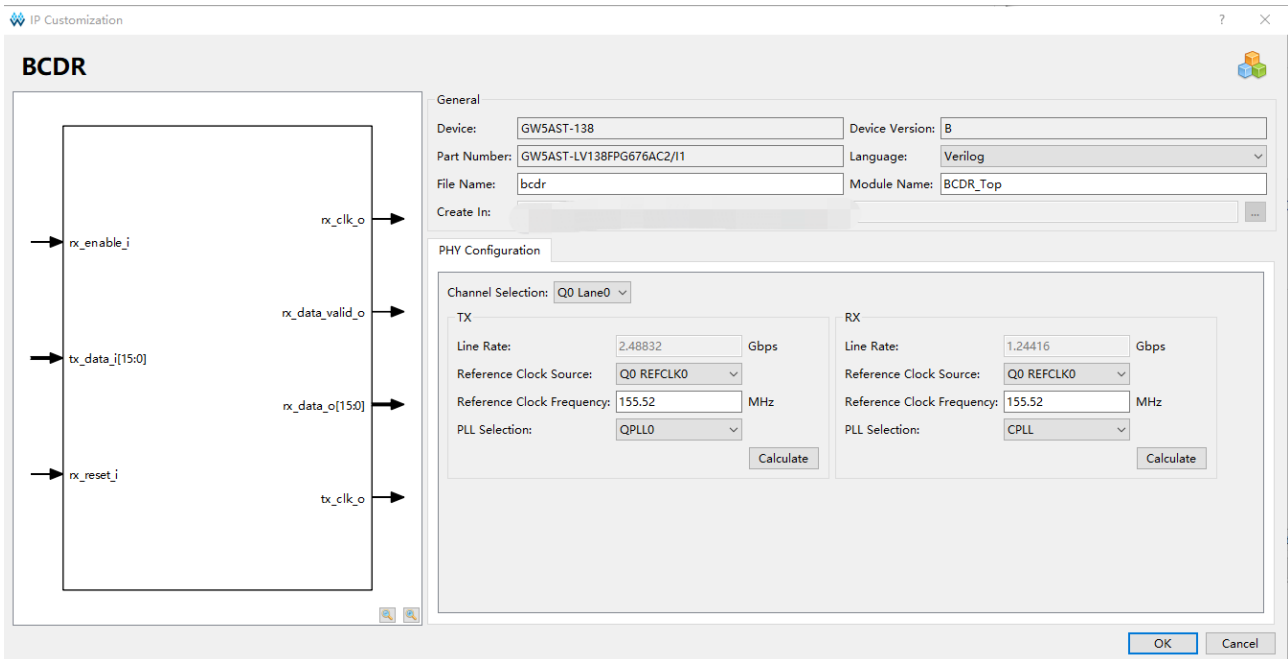 IP Customization
BCDR
rx_enable_i
tx_data_i[15:0]
rx_reset_i
rx_clk_o
rx_data_valid_o
rx_data_o[15:0]
tx_clk_o
General
Device: GW5AST-138 Device Version: B
Part Number: GW5AST-LV138FPG676AC2/I1 Language: Verilog
File Name: bcdr Module Name: BCDR_Top
Create In: ...
PHY Configuration
Channel Selection: Q0 Lane0
TX
Line Rate: 2.48832 Gbps
Reference Clock Source: Q0 REFCLK0
Reference Clock Frequency: 155.52 MHz
PLL Selection: QPLL0
Calculate
RX
Line Rate: 1.24416 Gbps
Reference Clock Source: Q0 REFCLK0
Reference Clock Frequency: 155.52 MHz
PLL Selection: CPLL
Calculate
OK Cancel